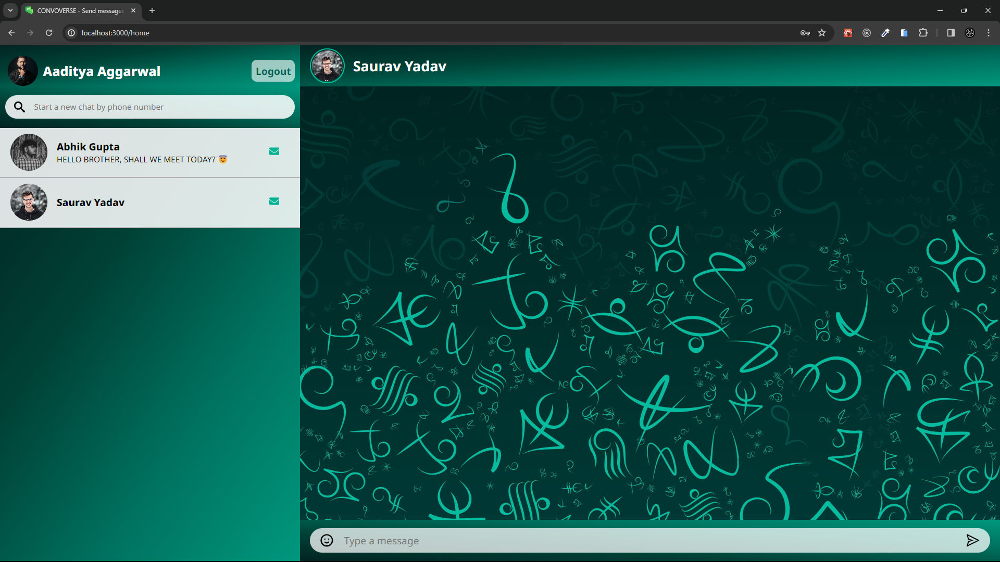 CONVOVERSE - Send messages
localhost:3000/home
Aaditya Aggarwal
Logout
Start a new chat by phone number
Abhik Gupta
HELLO BROTHER, SHALL WE MEET TODAY? 😇
Saurav Yadav
Saurav Yadav
Type a message